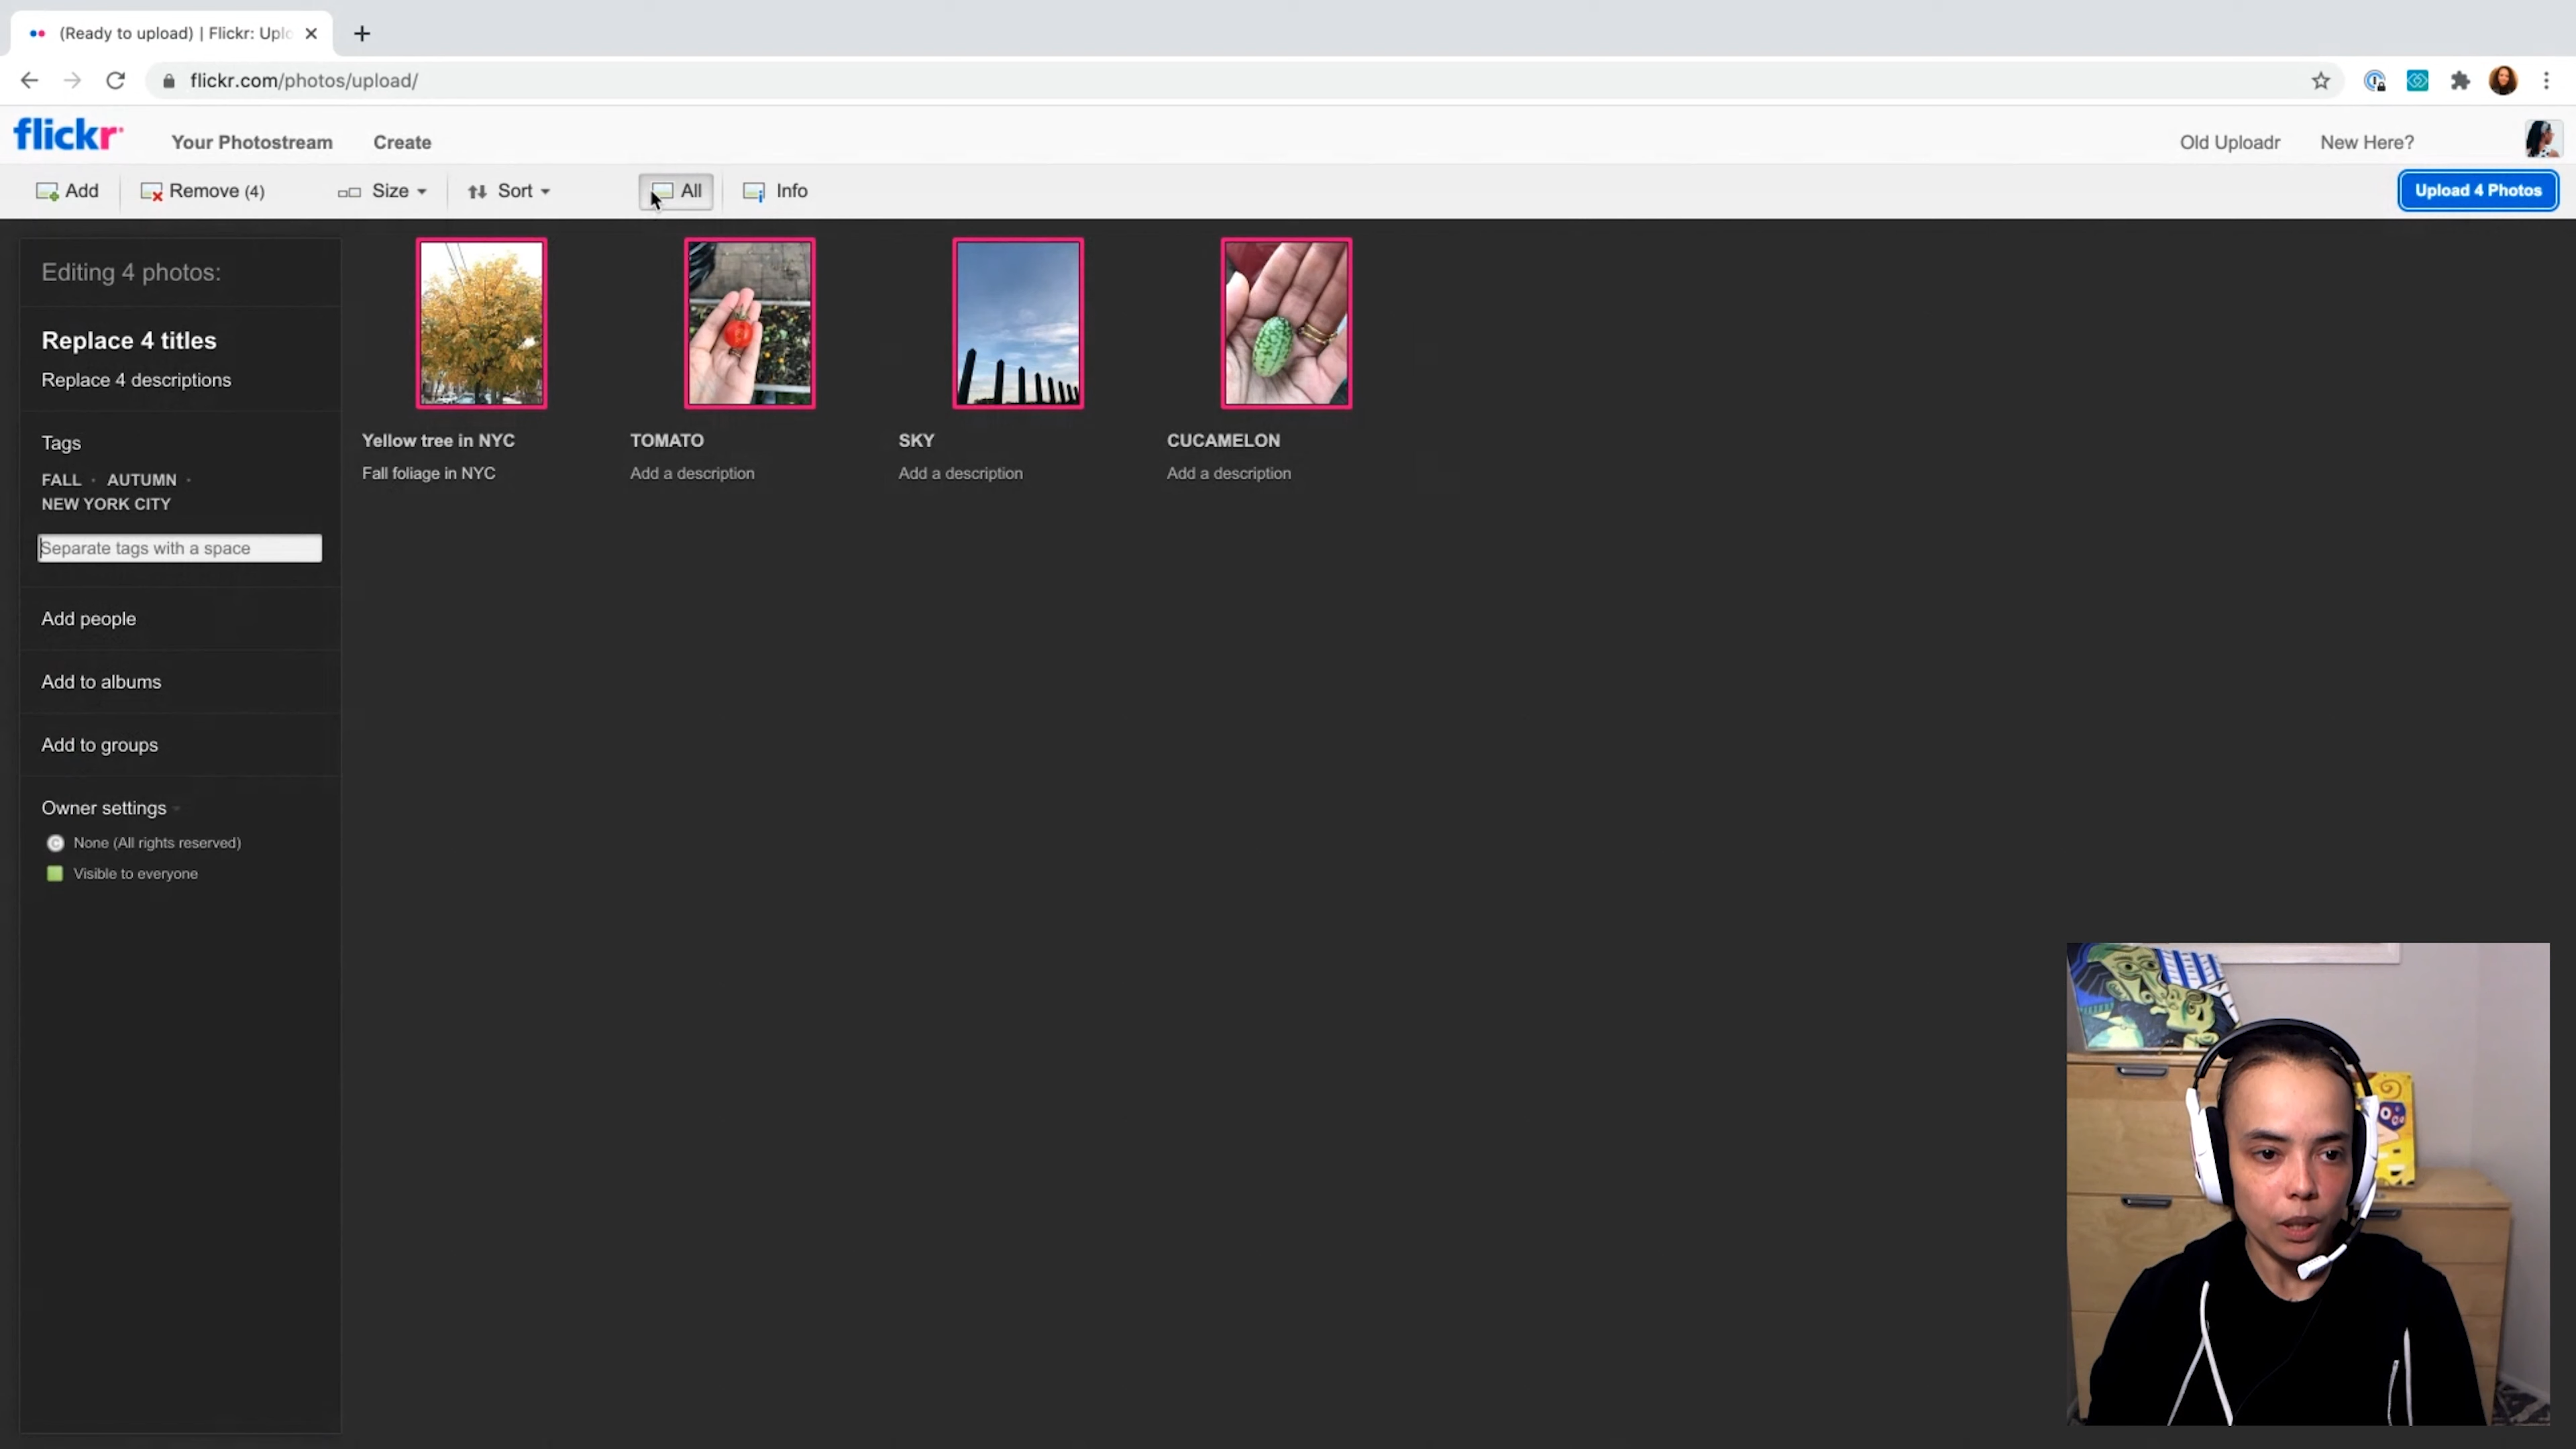 (Ready to upload) | Flickr: Uplo
flickr.com/photos/upload/
flickr
Your Photostream
Create
Old Uploadr
New Here?
Add
Remove (4)
Size
Sort
All
Info
Upload 4 Photos
Editing 4 photos:
Replace 4 titles
Replace 4 descriptions
Tags
FALL · AUTUMN ·
NEW YORK CITY
Separate tags with a space
Add people
Add to albums
Add to groups
Owner settings
None (All rights reserved)
Visible to everyone
Yellow tree in NYC
Fall foliage in NYC
TOMATO
Add a description
SKY
Add a description
CUCAMELON
Add a description